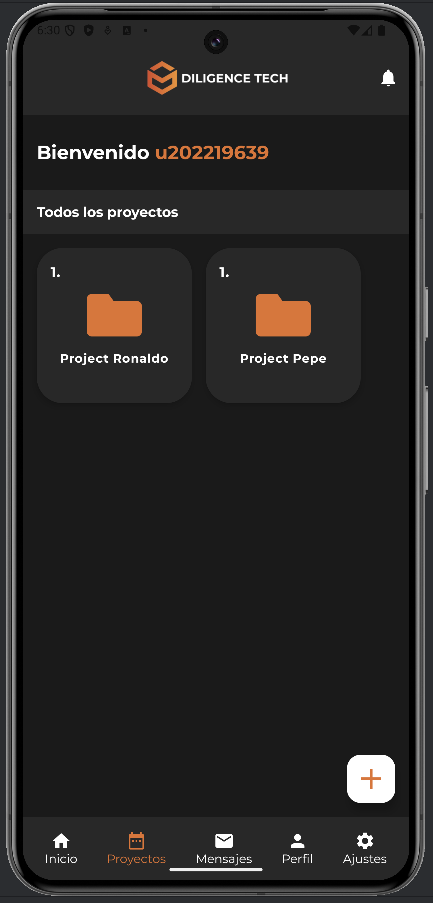 6:30
DILIGENCE TECH
Bienvenido u202219639
Todos los proyectos
1.
Project Ronaldo
1.
Project Pepe
Inicio
Proyectos
Mensajes
Perfil
Ajustes